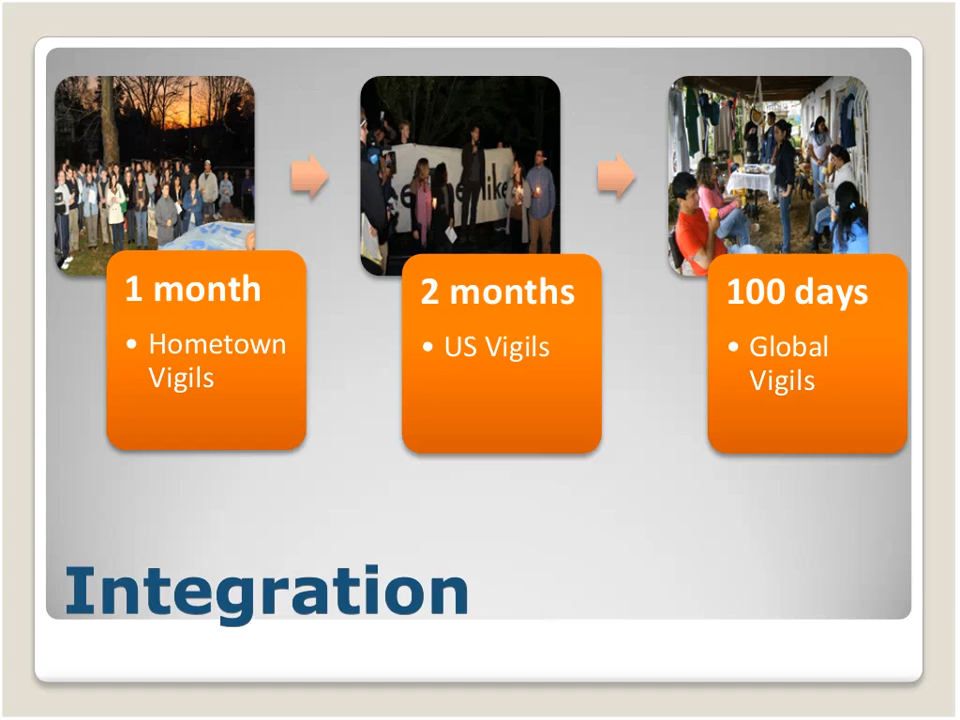 1 month
• Hometown
Vigils
2 months
• US Vigils
100 days
• Global
Vigils
Integration